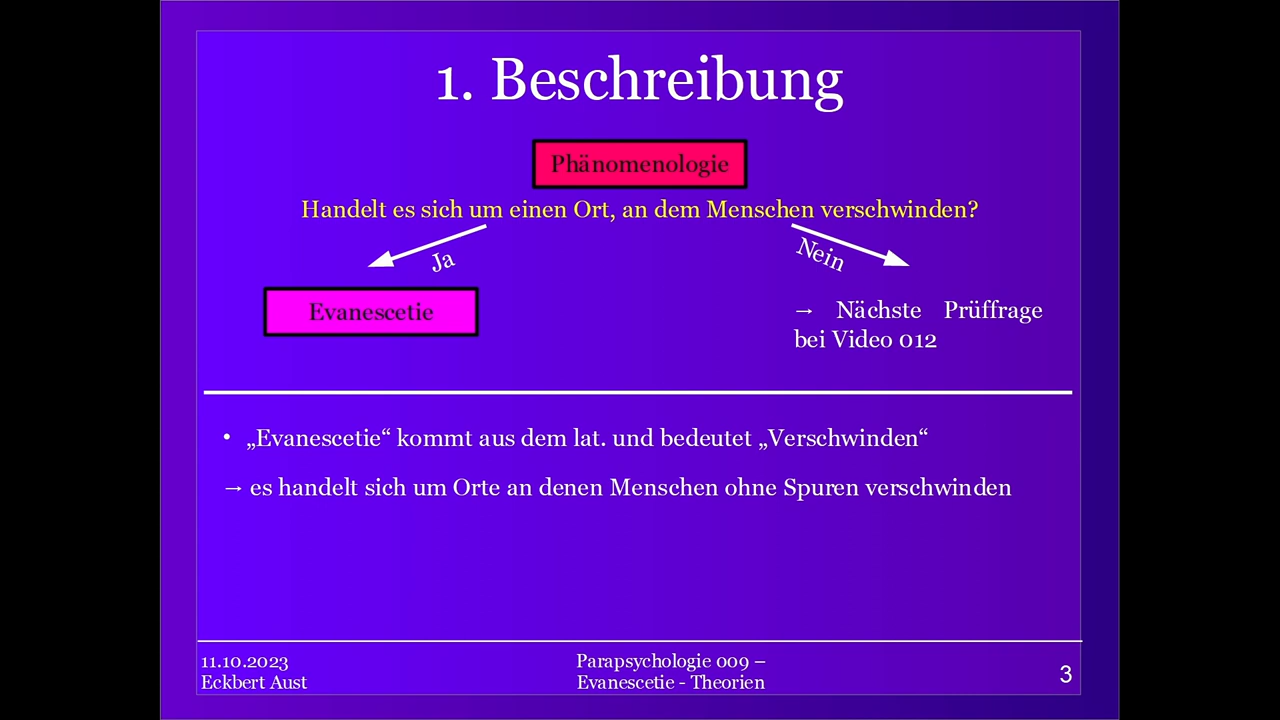 1. Beschreibung
Phänomenologie
Handelt es sich um einen Ort, an dem Menschen verschwinden?
Ja
Nein
Evanescetie
→ Nächste Prüffrage
bei Video 012
• „Evanescetie“ kommt aus dem lat. und bedeutet „Verschwinden“
→ es handelt sich um Orte an denen Menschen ohne Spuren verschwinden
11.10.2023
Eckbert Aust
Parapsychologie 009 –
Evanescetie - Theorien
3